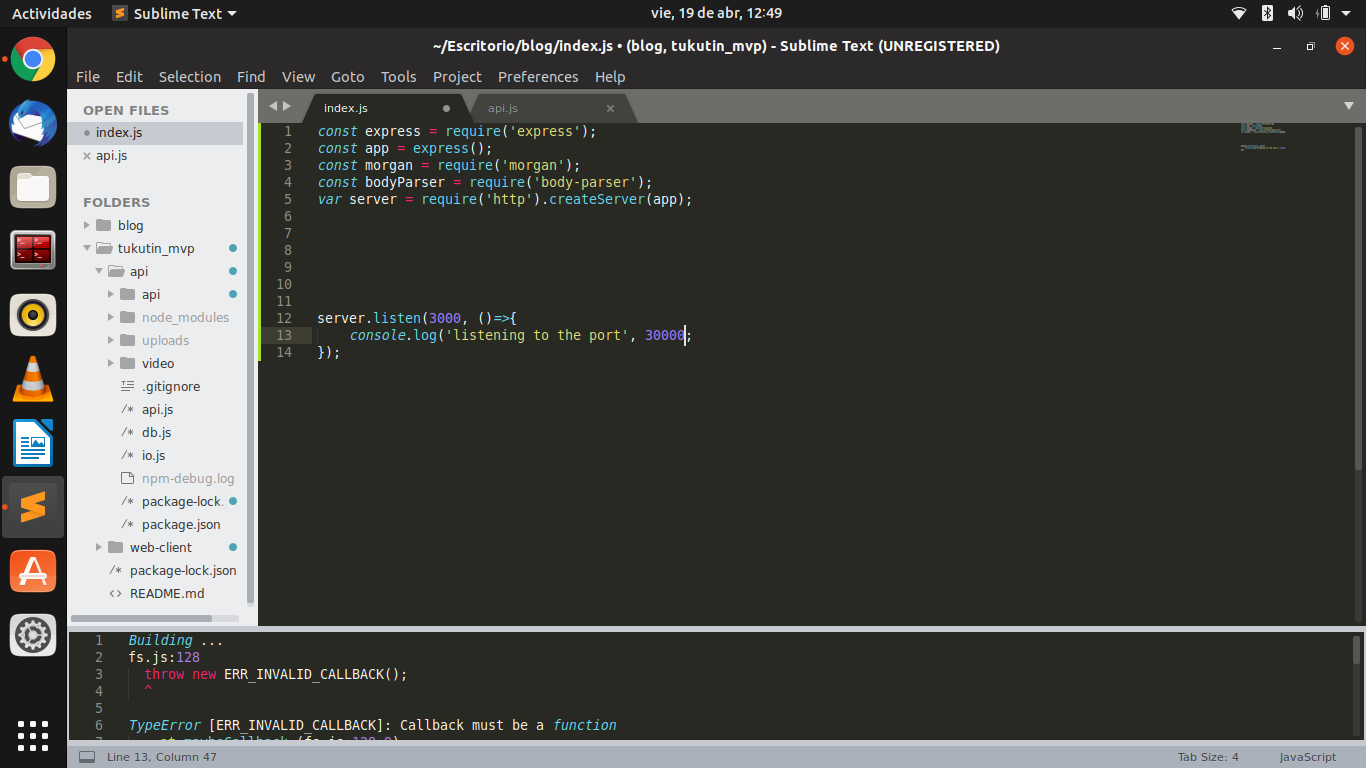 Actividades
Sublime Text
vie, 19 de abr, 12:49
~/Escritorio/blog/index.js • (blog, tukutin_mvp) - Sublime Text (UNREGISTERED)
File Edit Selection Find View Goto Tools Project Preferences Help
OPEN FILES
index.js
api.js
FOLDERS
blog
tukutin_mvp
api
api
node_modules
uploads
video
.gitignore
/* api.js
/* db.js
/* io.js
npm-debug.log
/* package-lock.
/* package.json
web-client
/* package-lock.json
<> README.md
index.js
api.js
1 const express = require('express');
2 const app = express();
3 const morgan = require('morgan');
4 const bodyParser = require('body-parser');
5 var server = require('http').createServer(app);
6
7
8
9
10
11
12 server.listen(3000, ()=>{
13 console.log('listening to the port', 30000;
14 });
1 Building ...
2 fs.js:128
3 throw new ERR_INVALID_CALLBACK();
4 ^
5
6 TypeError [ERR_INVALID_CALLBACK]: Callback must be a function
Line 13, Column 47
Tab Size: 4
JavaScript